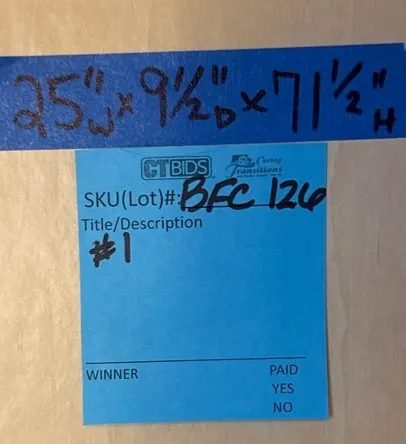 25"W x 9½"D x 71½"H
CTBIDS Caring Transitions
SKU(Lot)#: BFC 126
Title/Description
#1
WINNER PAID
YES
NO